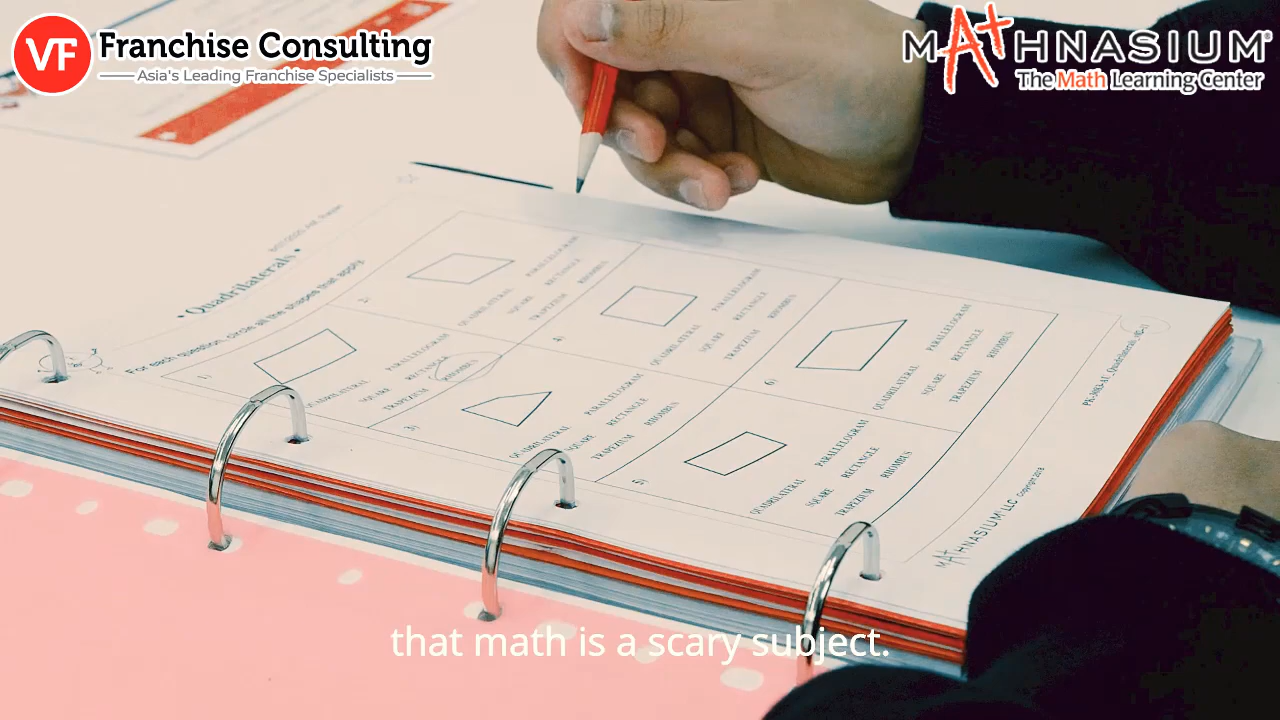 VF Franchise Consulting
Asia's Leading Franchise Specialists
MATHNASIUM®
The Math Learning Center
• Quadrilaterals •
For each question, circle all the shapes that apply.
1)
QUADRILATERAL PARALLELOGRAM
SQUARE RECTANGLE
TRAPEZIUM RHOMBUS
2)
QUADRILATERAL PARALLELOGRAM
SQUARE RECTANGLE
TRAPEZIUM RHOMBUS
3)
QUADRILATERAL PARALLELOGRAM
SQUARE RECTANGLE
TRAPEZIUM RHOMBUS
4)
QUADRILATERAL PARALLELOGRAM
SQUARE RECTANGLE
TRAPEZIUM RHOMBUS
5)
QUADRILATERAL PARALLELOGRAM
SQUARE RECTANGLE
TRAPEZIUM RHOMBUS
6)
QUADRILATERAL PARALLELOGRAM
SQUARE RECTANGLE
TRAPEZIUM RHOMBUS
MATHNASIUM LLC
that math is a scary subject.